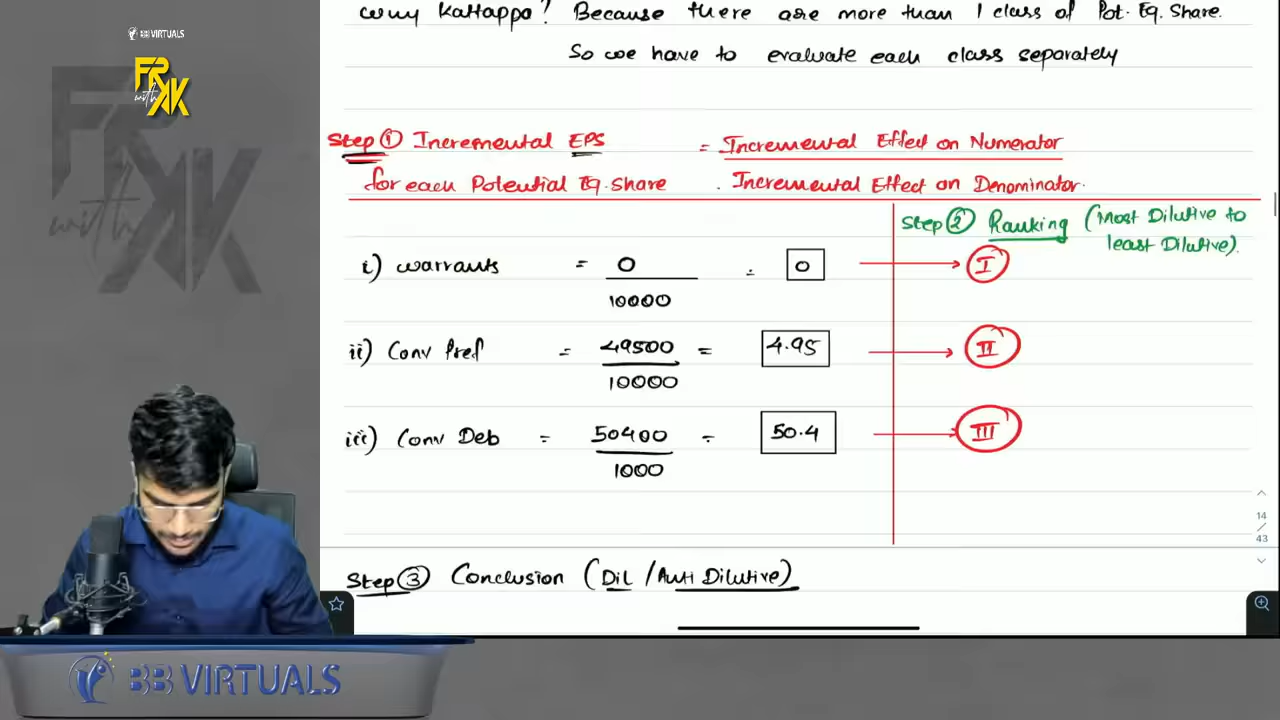 why Kattappa? Because there are more than 1 class of Pot. Eq. Share.
So we have to evaluate each class separately
BB VIRTUALS
FR
with
AK
Step ① Incremental EPS = Incremental Effect on Numerator
for each Potential Eq. Share . Incremental Effect on Denominator.
Step ② Ranking (Most Dilutive to
least Dilutive).
i) warrants = 0 = 0 I
10000
ii) Conv Pref = 49500 = 4.95 II
10000
iii) Conv Deb = 50400 = 50.4 III
1000
14
/
43
Step ③ Conclusion (Dil / Anti Dilutive)
BB VIRTUALS